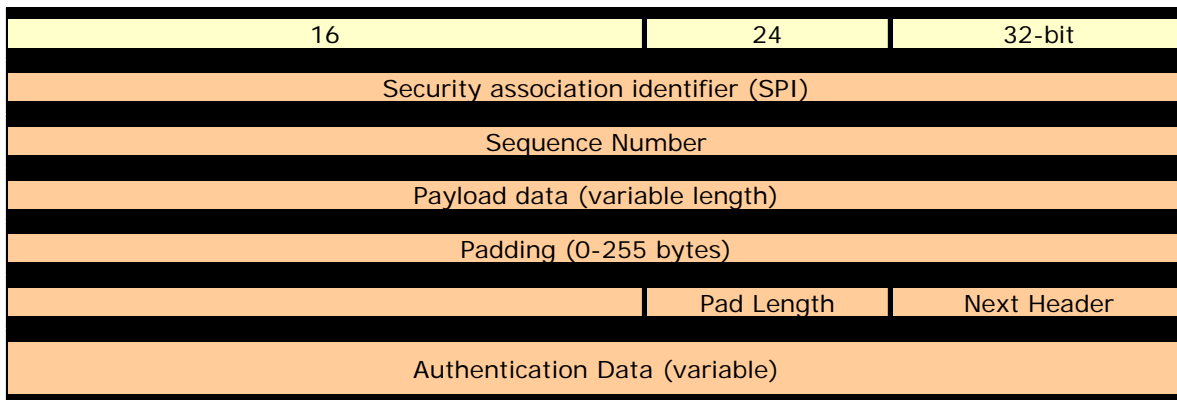 16 24 32-bit
Security association identifier (SPI)
Sequence Number
Payload data (variable length)
Padding (0-255 bytes)
Pad Length Next Header
Authentication Data (variable)